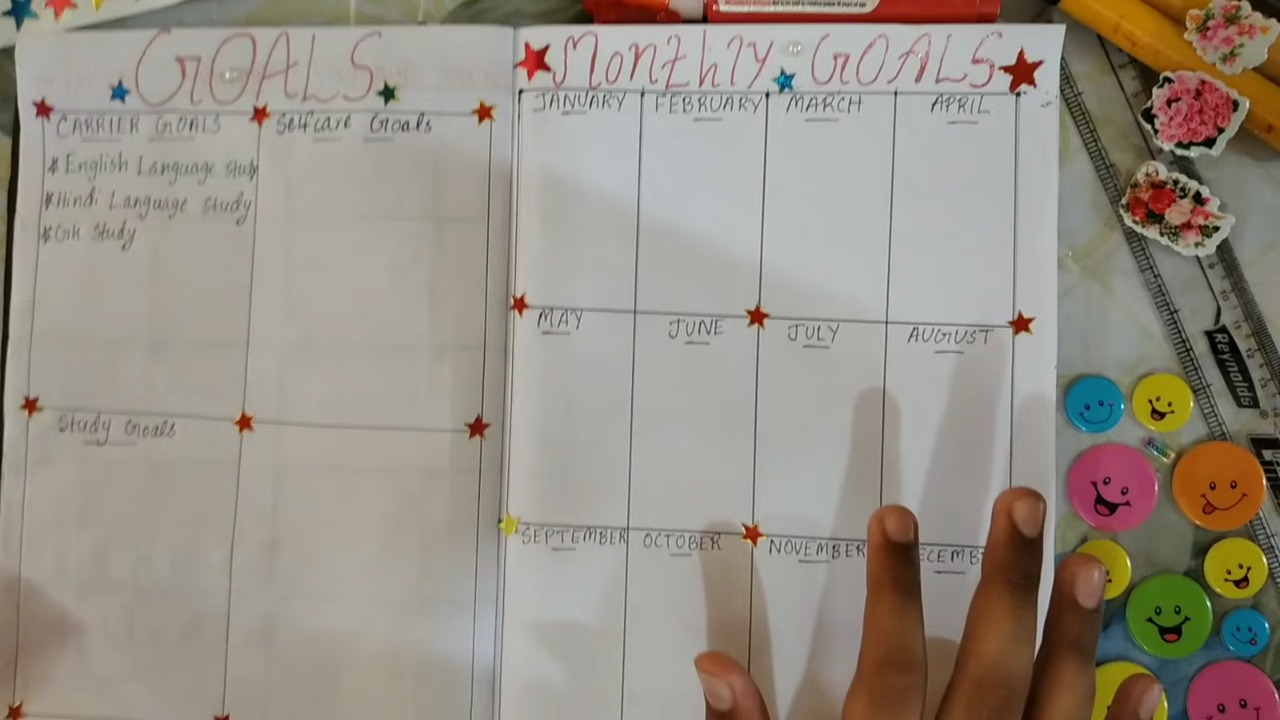 GOALS
CARRIER GOALS
Selfcare Goals
*English Language Study
*Hindi Language Study
*GK Study
Study Goals
Monthly GOALS
JANUARY
FEBRUARY
MARCH
APRIL
MAY
JUNE
JULY
AUGUST
SEPTEMBER
OCTOBER
NOVEMBER
ECEMB
Reynolds